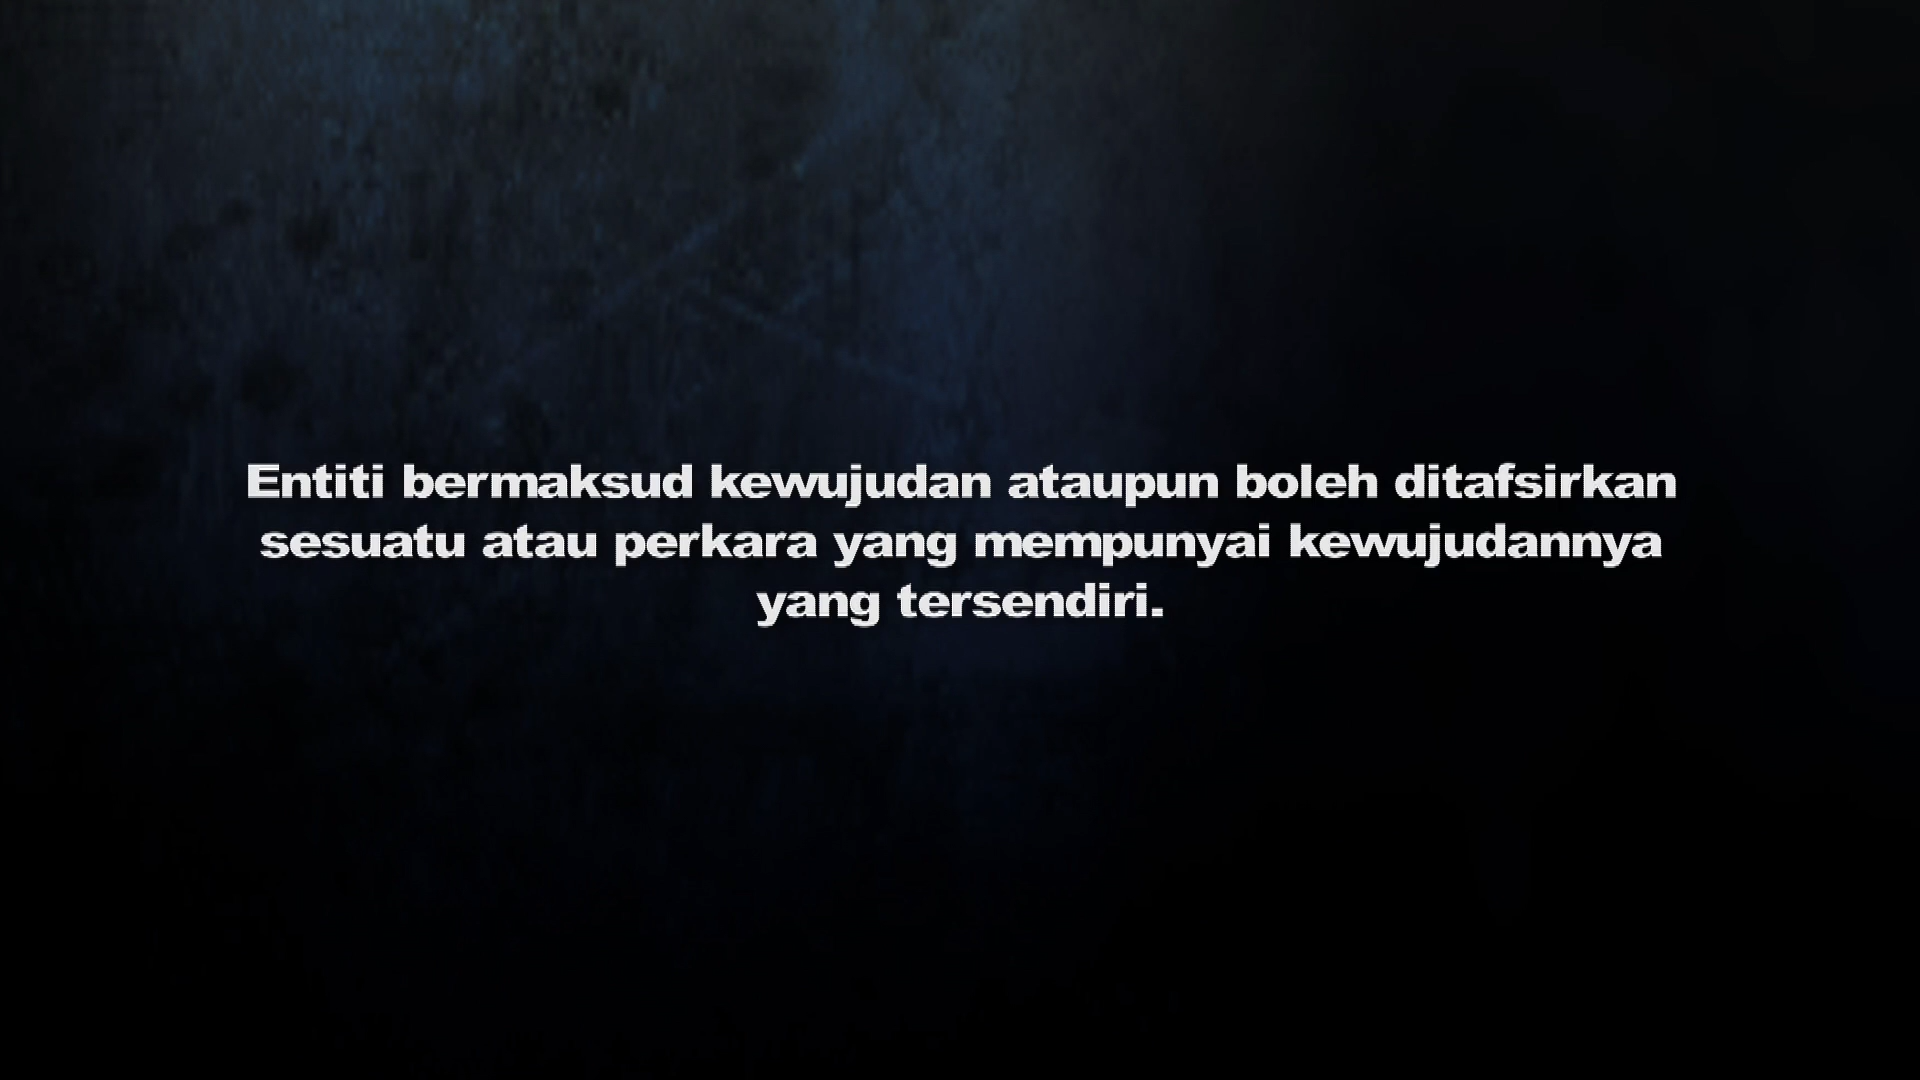 Entiti bermaksud kewujudan ataupun boleh ditafsirkan
sesuatu atau perkara yang mempunyai kewujudannya
yang tersendiri.